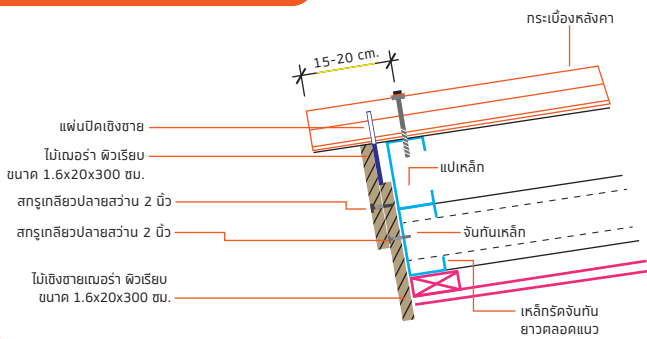 กระเบื้องหลังคา
15-20 cm.
แผ่นปิดเชิงชาย
ไม้เฌอร่า ผิวเรียบ
ขนาด 1.6x20x300 ซม.
แปเหล็ก
สกรูเกลียวปลายสว่าน 2 นิ้ว
สกรูเกลียวปลายสว่าน 2 นิ้ว
จันทันเหล็ก
ไม้เชิงชายเฌอร่า ผิวเรียบ
ขนาด 1.6x20x300 ซม.
เหล็กรัดจันทัน
ยาวตลอดแนว